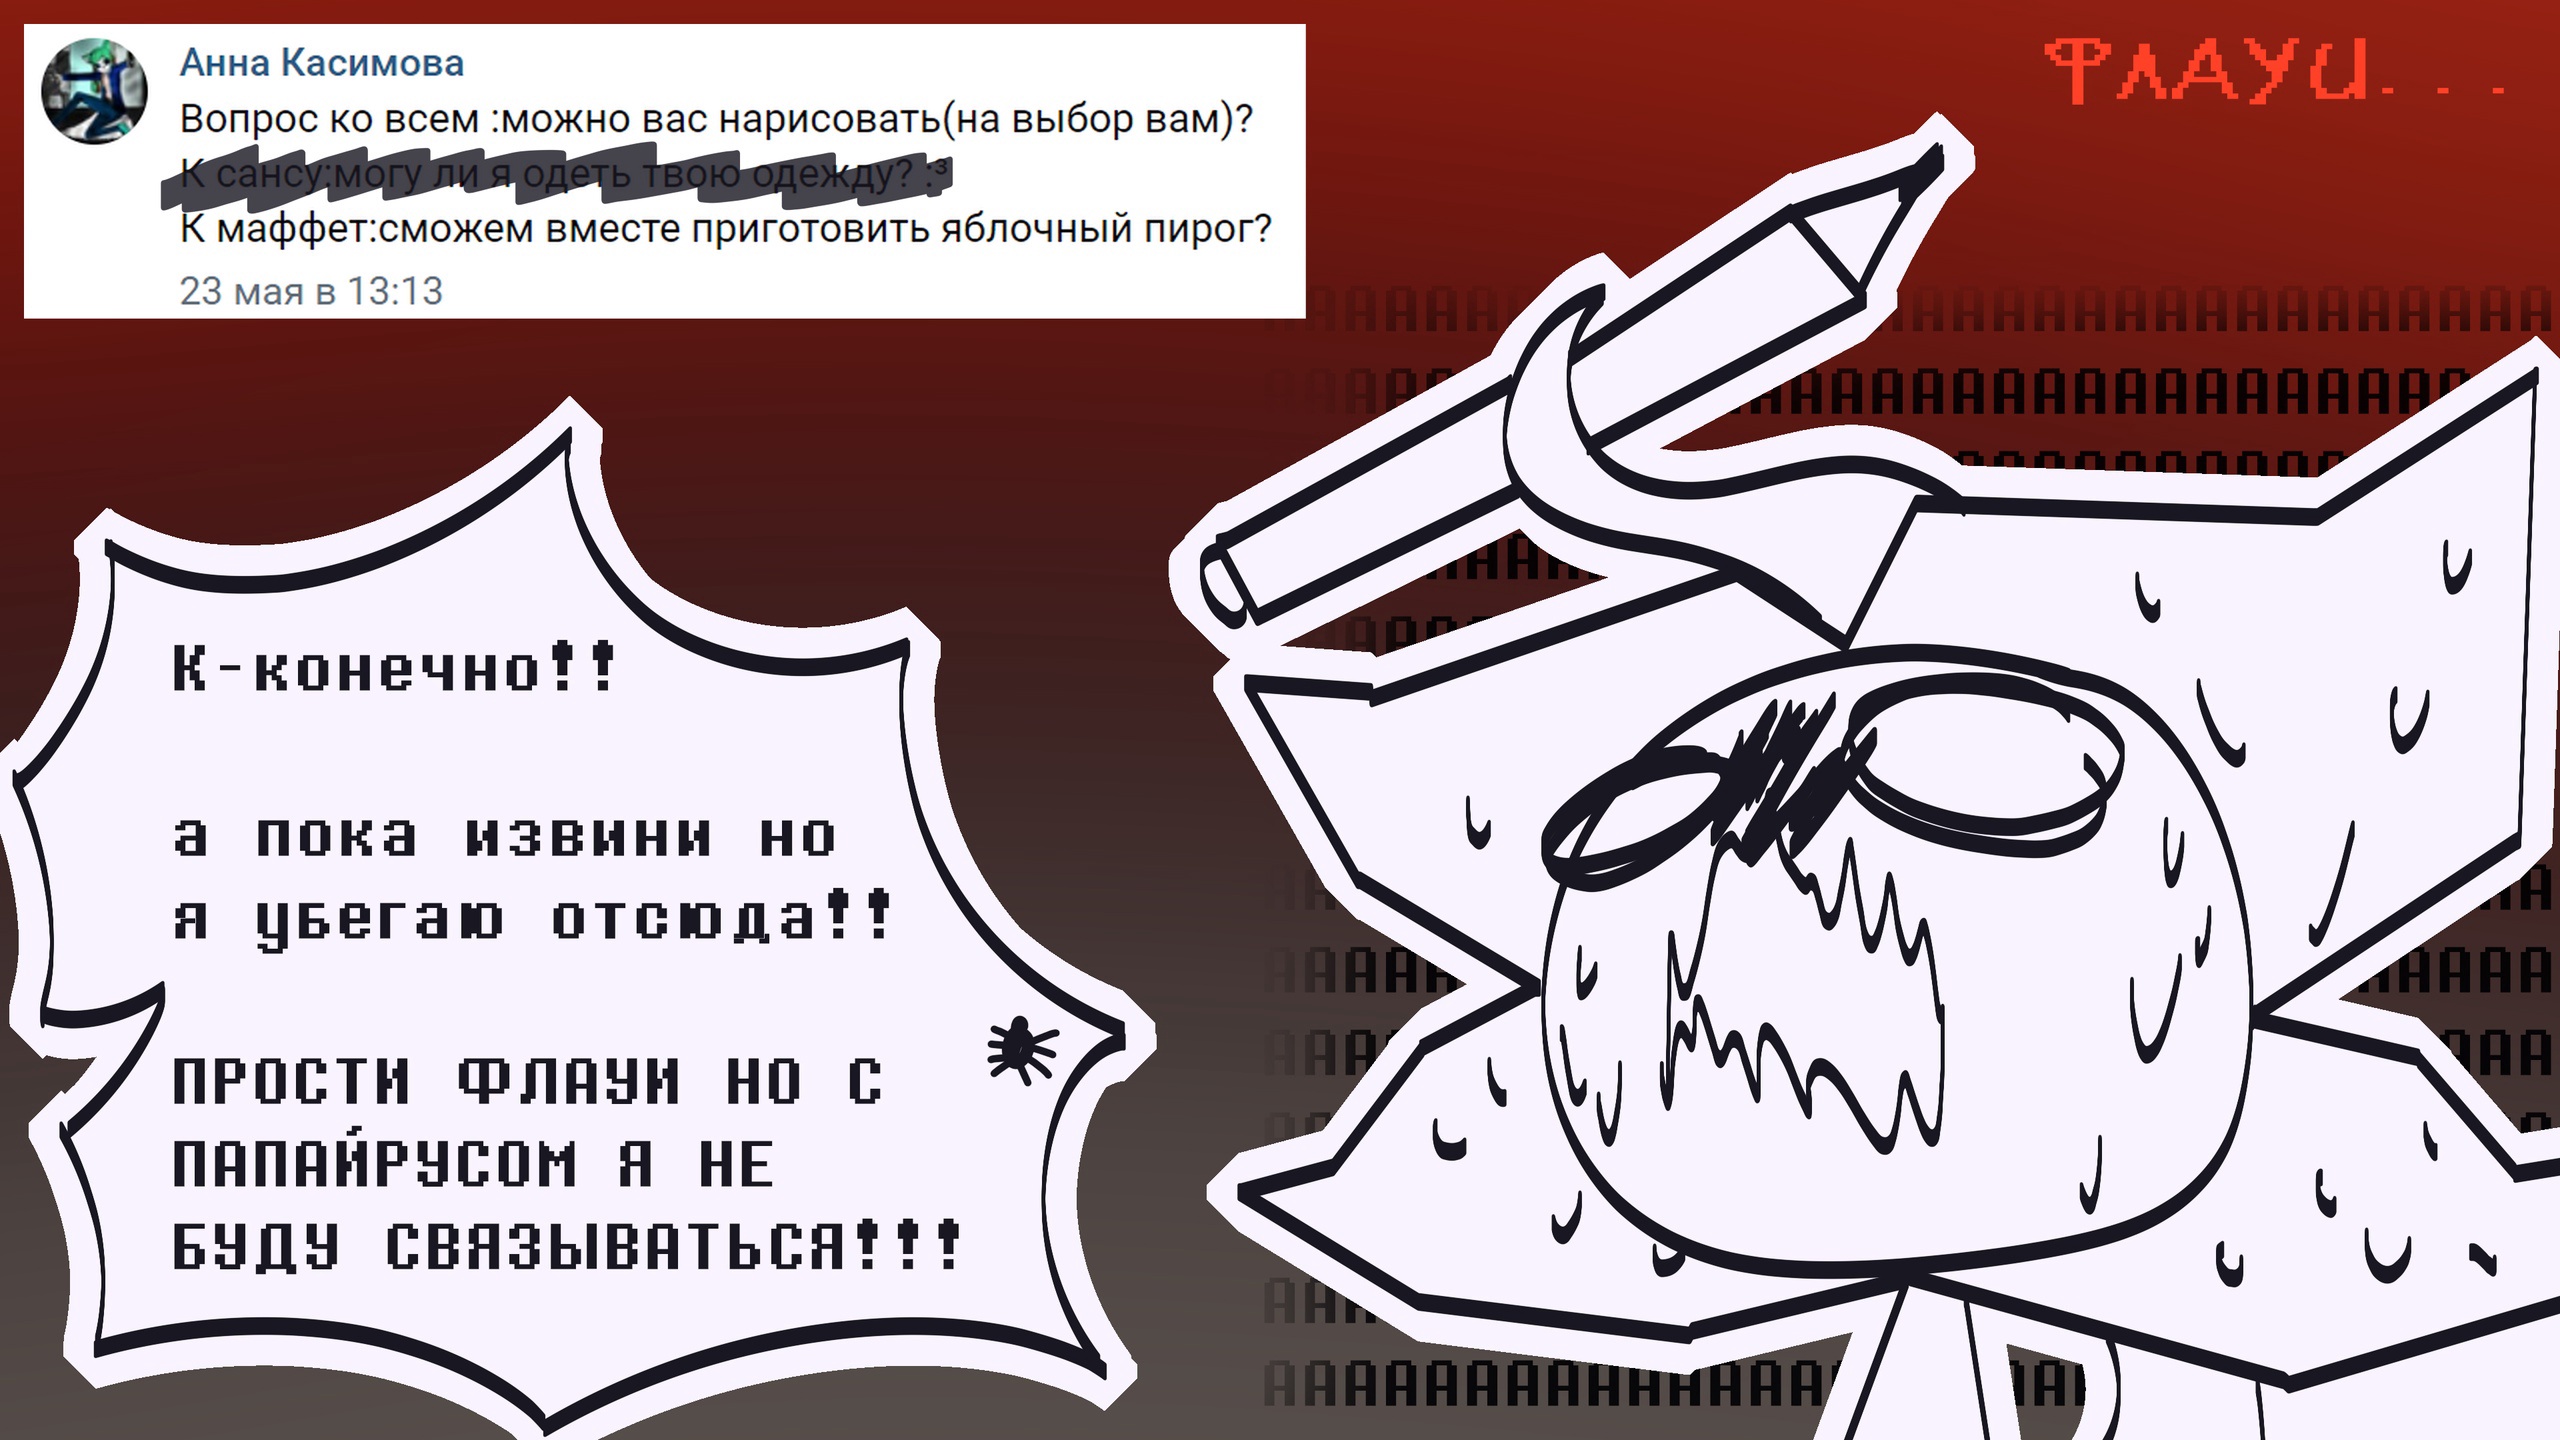 Анна Касимова
Вопрос ко всем :можно вас нарисовать(на выбор вам)?
К сансу:могу ли я одеть твою одежду? :³
К маффет:сможем вместе приготовить яблочный пирог?
23 мая в 13:13
ФЛАУИ...
К-конечно!!
а пока извини но
я убегаю отсюда!!
ПРОСТИ ФЛАУИ НО С
ПАПАЙРУСОМ Я НЕ
БУДУ СВЯЗЫВАТЬСЯ!!!